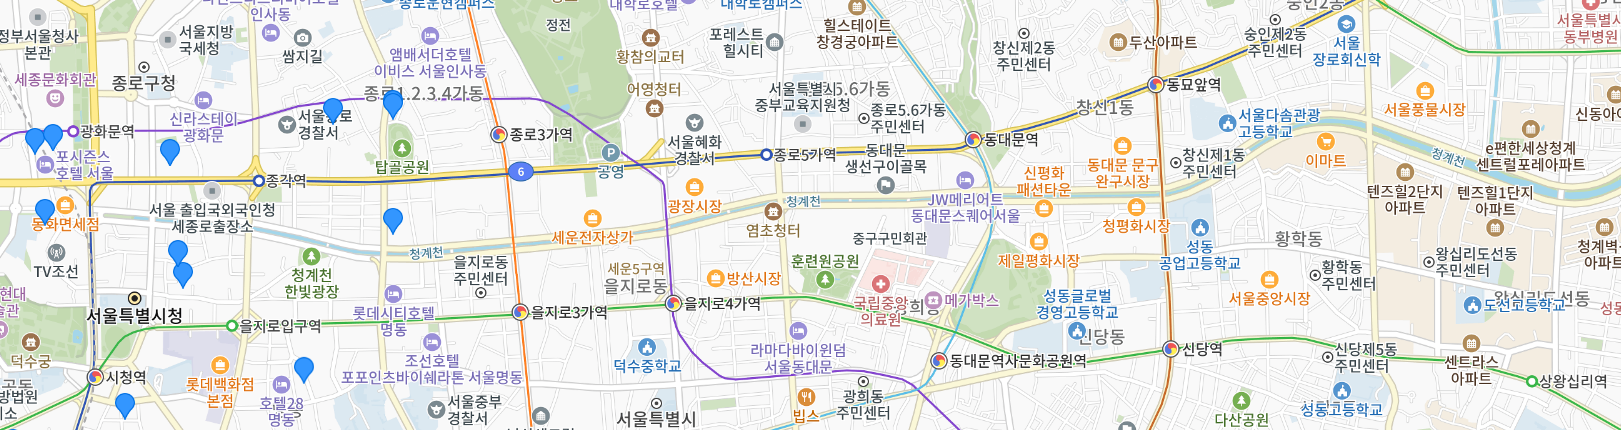 종로운현캠퍼스
대학로호텔
대학로캠퍼스
인사동
정전
숭인2동
정부서울청사
본관
서울지방
국세청
쌈지길
앰배서더호텔
이비스 서울인사동
황참의교터
포레스트
힐시티
힐스테이트
창경궁아파트
창신제2동
주민센터
두산아파트
숭인제2동
주민센터
서울
장로회신학
서울특별시
동부병원
세종문화회관
종로구청
신라스테이
광화문
종로1.2.3.4가동
어영청터
서울특별시
중부교육지원청
5.6가동
종로5.6가동
주민센터
창신1동
동묘앞역
서울풍물시장
신동아
광화문역
경찰서
종로3가역
서울혜화
경찰서
종로5가역
동대문
생선구이골목
동대문역
서울다솜관광
고등학교
이마트
e편한세상청계
센트럴포레아파트
포시즌스
호텔 서울
탑골공원
공영
6
종각역
신평화
패션타운
동대문 문구
완구시장
창신제1동
주민센터
청계천
텐즈힐2단지
아파트
텐즈힐1단지
아파트
동화면세점
서울 출입국외국인청
세종로출장소
광장시장
청계천
JW메리어트
동대문스퀘어서울
청평화시장
세운전자상가
염초청터
중구구민회관
제일평화시장
성동
공업고등학교
황학동
왕십리도선동
주민센터
청계벽
아파트
TV조선
청계천
청계천
한빛광장
을지로동
주민센터
세운5구역
을지로동
방산시장
훈련원공원
국립중앙
의료원
메가박스
성동글로벌
경영고등학교
신당동
황학동
주민센터
서울중앙시장
도선고등학교
서울특별시청
롯데시티호텔
명동
을지로입구역
을지로3가역
을지로4가역
덕수궁
조선호텔
포포인츠바이쉐라톤 서울명동
덕수중학교
라마다바이윈덤
서울동대문
동대문역사문화공원역
신당역
신당제5동
주민센터
센트라스
아파트
상왕십리역
시청역
롯데백화점
본점
호텔28
명동
서울중부
경찰서
서울특별시
빕스
광희동
주민센터
다산공원
성동고등학교